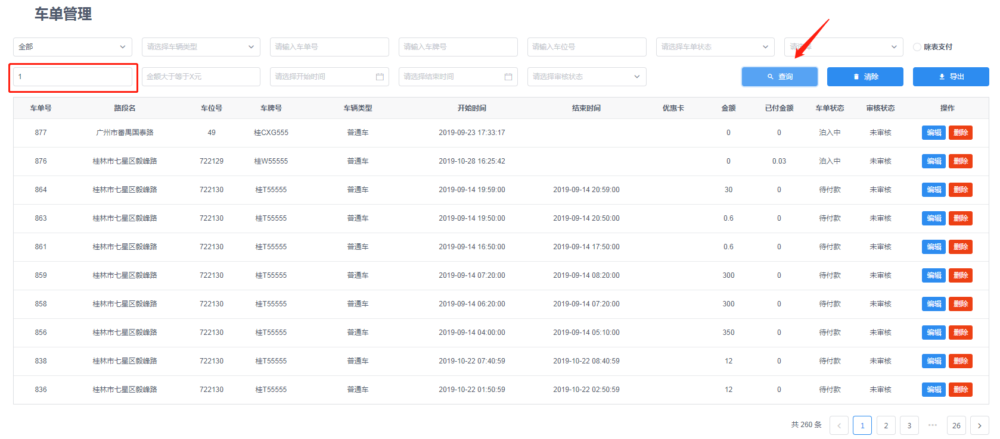 车单管理
全部 请选择车辆类型 请输入车单号 请输入车牌号 请输入车位号 请选择车单状态 咪表支付
1 金额大于等于X元 请选择开始时间 请选择结束时间 请选择审核状态 查询 清除 导出
车单号 路段名 车位号 车牌号 车辆类型 开始时间 结束时间 优惠卡 金额 已付金额 车单状态 审核状态 操作
877 广州市番禺国泰路 49 桂CXG555 普通车 2019-09-23 17:33:17 0 0 泊入中 未审核 编辑 删除
876 桂林市七星区毅峰路 722129 桂W55555 普通车 2019-10-28 16:25:42 0 0.03 泊入中 未审核 编辑 删除
864 桂林市七星区毅峰路 722130 桂T55555 普通车 2019-09-14 19:59:00 2019-09-14 20:59:00 30 0 待付款 未审核 编辑 删除
863 桂林市七星区毅峰路 722130 桂T55555 普通车 2019-09-14 19:50:00 2019-09-14 20:50:00 0.6 0 待付款 未审核 编辑 删除
861 桂林市七星区毅峰路 722130 桂T55555 普通车 2019-09-14 16:50:00 2019-09-14 17:50:00 0.6 0 待付款 未审核 编辑 删除
859 桂林市七星区毅峰路 722130 桂T55555 普通车 2019-09-14 07:20:00 2019-09-14 08:20:00 300 0 待付款 未审核 编辑 删除
858 桂林市七星区毅峰路 722130 桂T55555 普通车 2019-09-14 06:20:00 2019-09-14 07:20:00 300 0 待付款 未审核 编辑 删除
856 桂林市七星区毅峰路 722130 桂T55555 普通车 2019-09-14 04:00:00 2019-09-14 05:10:00 350 0 待付款 未审核 编辑 删除
838 桂林市七星区毅峰路 722130 桂T55555 普通车 2019-10-22 07:40:59 2019-10-22 08:40:59 12 0 待付款 未审核 编辑 删除
836 桂林市七星区毅峰路 722130 桂T55555 普通车 2019-10-22 01:50:59 2019-10-22 02:50:59 12 0 待付款 未审核 编辑 删除
共 260 条 1 2 3 ••• 26